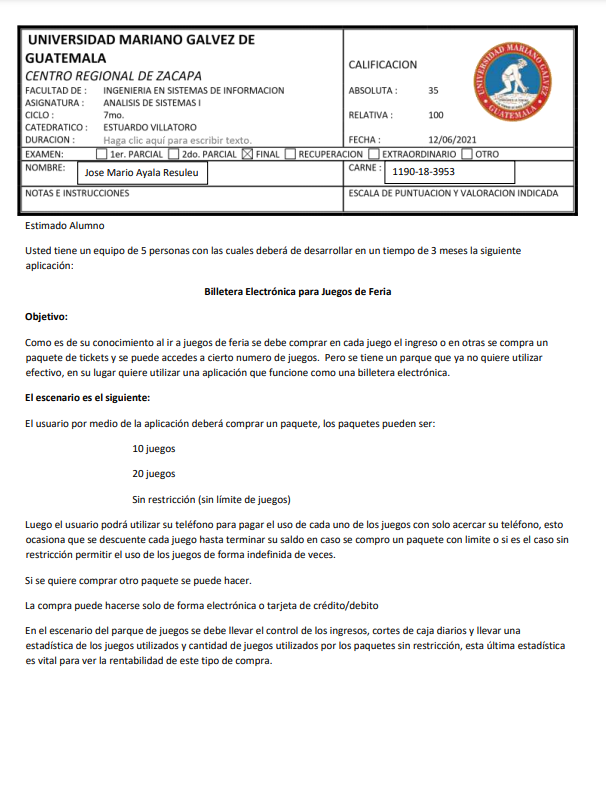 UNIVERSIDAD MARIANO GALVEZ DE
GUATEMALA
CENTRO REGIONAL DE ZACAPA
FACULTAD DE : INGENIERIA EN SISTEMAS DE INFORMACION
ASIGNATURA : ANALISIS DE SISTEMAS I
CICLO : 7mo.
CATEDRATICO : ESTUARDO VILLATORO
DURACION : Haga clic aquí para escribir texto.
CALIFICACION
ABSOLUTA : 35
RELATIVA : 100
FECHA : 12/06/2021
UNIVERSIDAD MARIANO GALVEZ
GUATEMALA
EXAMEN: 1er. PARCIAL 2do. PARCIAL FINAL RECUPERACION EXTRAORDINARIO OTRO
NOMBRE: Jose Mario Ayala Resuleu CARNE : 1190-18-3953
NOTAS E INSTRUCCIONES ESCALA DE PUNTUACION Y VALORACION INDICADA
Estimado Alumno
Usted tiene un equipo de 5 personas con las cuales deberá de desarrollar en un tiempo de 3 meses la siguiente
aplicación:
Billetera Electrónica para Juegos de Feria
Objetivo:
Como es de su conocimiento al ir a juegos de feria se debe comprar en cada juego el ingreso o en otras se compra un
paquete de tickets y se puede accedes a cierto numero de juegos. Pero se tiene un parque que ya no quiere utilizar
efectivo, en su lugar quiere utilizar una aplicación que funcione como una billetera electrónica.
El escenario es el siguiente:
El usuario por medio de la aplicación deberá comprar un paquete, los paquetes pueden ser:
10 juegos
20 juegos
Sin restricción (sin límite de juegos)
Luego el usuario podrá utilizar su teléfono para pagar el uso de cada uno de los juegos con solo acercar su teléfono, esto
ocasiona que se descuente cada juego hasta terminar su saldo en caso se compro un paquete con limite o si es el caso sin
restricción permitir el uso de los juegos de forma indefinida de veces.
Si se quiere comprar otro paquete se puede hacer.
La compra puede hacerse solo de forma electrónica o tarjeta de crédito/debito
En el escenario del parque de juegos se debe llevar el control de los ingresos, cortes de caja diarios y llevar una
estadística de los juegos utilizados y cantidad de juegos utilizados por los paquetes sin restricción, esta última estadística
es vital para ver la rentabilidad de este tipo de compra.